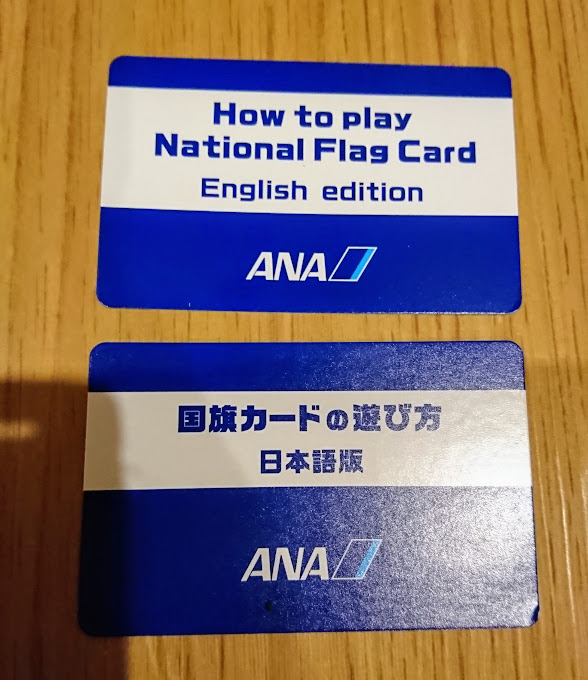 How to play
National Flag Card
English edition
ANA
国旗カードの遊び方
日本語版
ANA